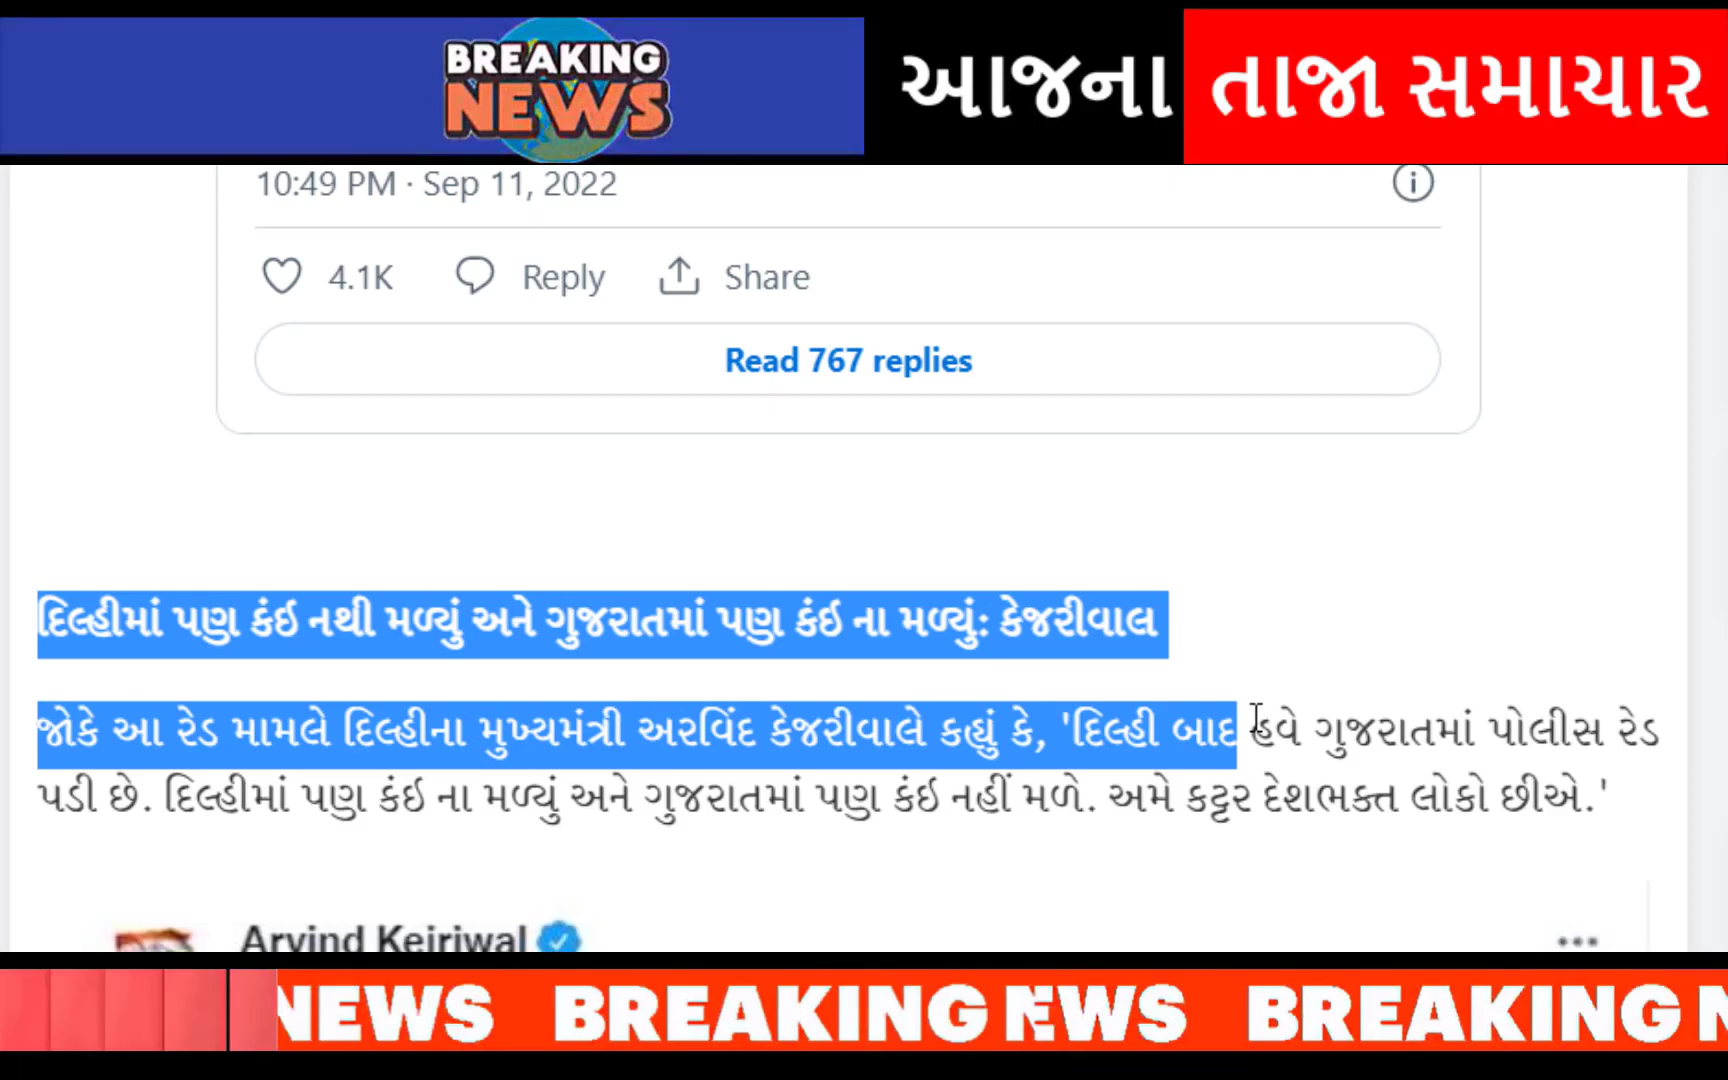 BREAKING
NEWS
આજના તાજા સમાચાર
10:49 PM · Sep 11, 2022
4.1K Reply Share
Read 767 replies
દિલ્હીમાં પણ કંઇ નથી મળ્યું અને ગુજરાતમાં પણ કંઇ ના મળ્યું: કેજરીવાલ
જોકે આ રેડ મામલે દિલ્હીના મુખ્યમંત્રી અરવિંદ કેજરીવાલે કહ્યું કે, 'દિલ્હી બાદ હવે ગુજરાતમાં પોલીસ રેડ
પડી છે. દિલ્હીમાં પણ કંઇ ના મળ્યું અને ગુજરાતમાં પણ કંઇ નહીં મળે. અમે કટ્ટર દેશભક્ત લોકો છીએ.'
Arvind Kejriwal
NEWS BREAKING NEWS BREAKING N